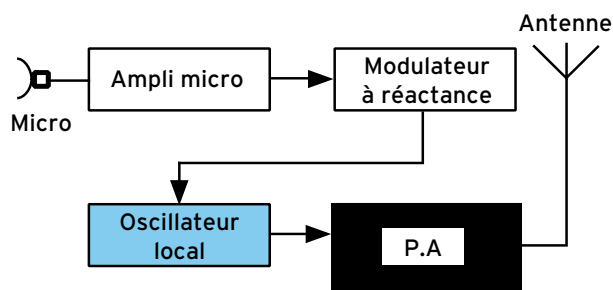 Antenne
Ampli micro
Modulateur
à réactance
Micro
Oscillateur
local
P.A